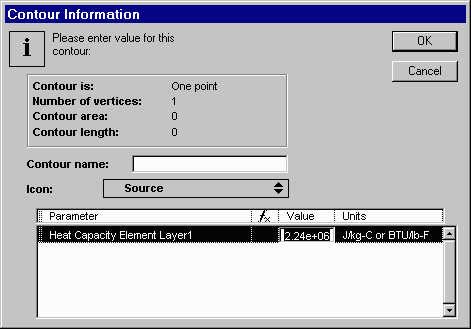 Contour Information
Please enter value for this
contour:
OK
Cancel
Contour is: One point
Number of vertices: 1
Contour area: 0
Contour length: 0
Contour name:
Icon: Source
Parameter fx Value Units
Heat Capacity Element Layer1 2.24e+06 J/kg-C or BTU/lb-F